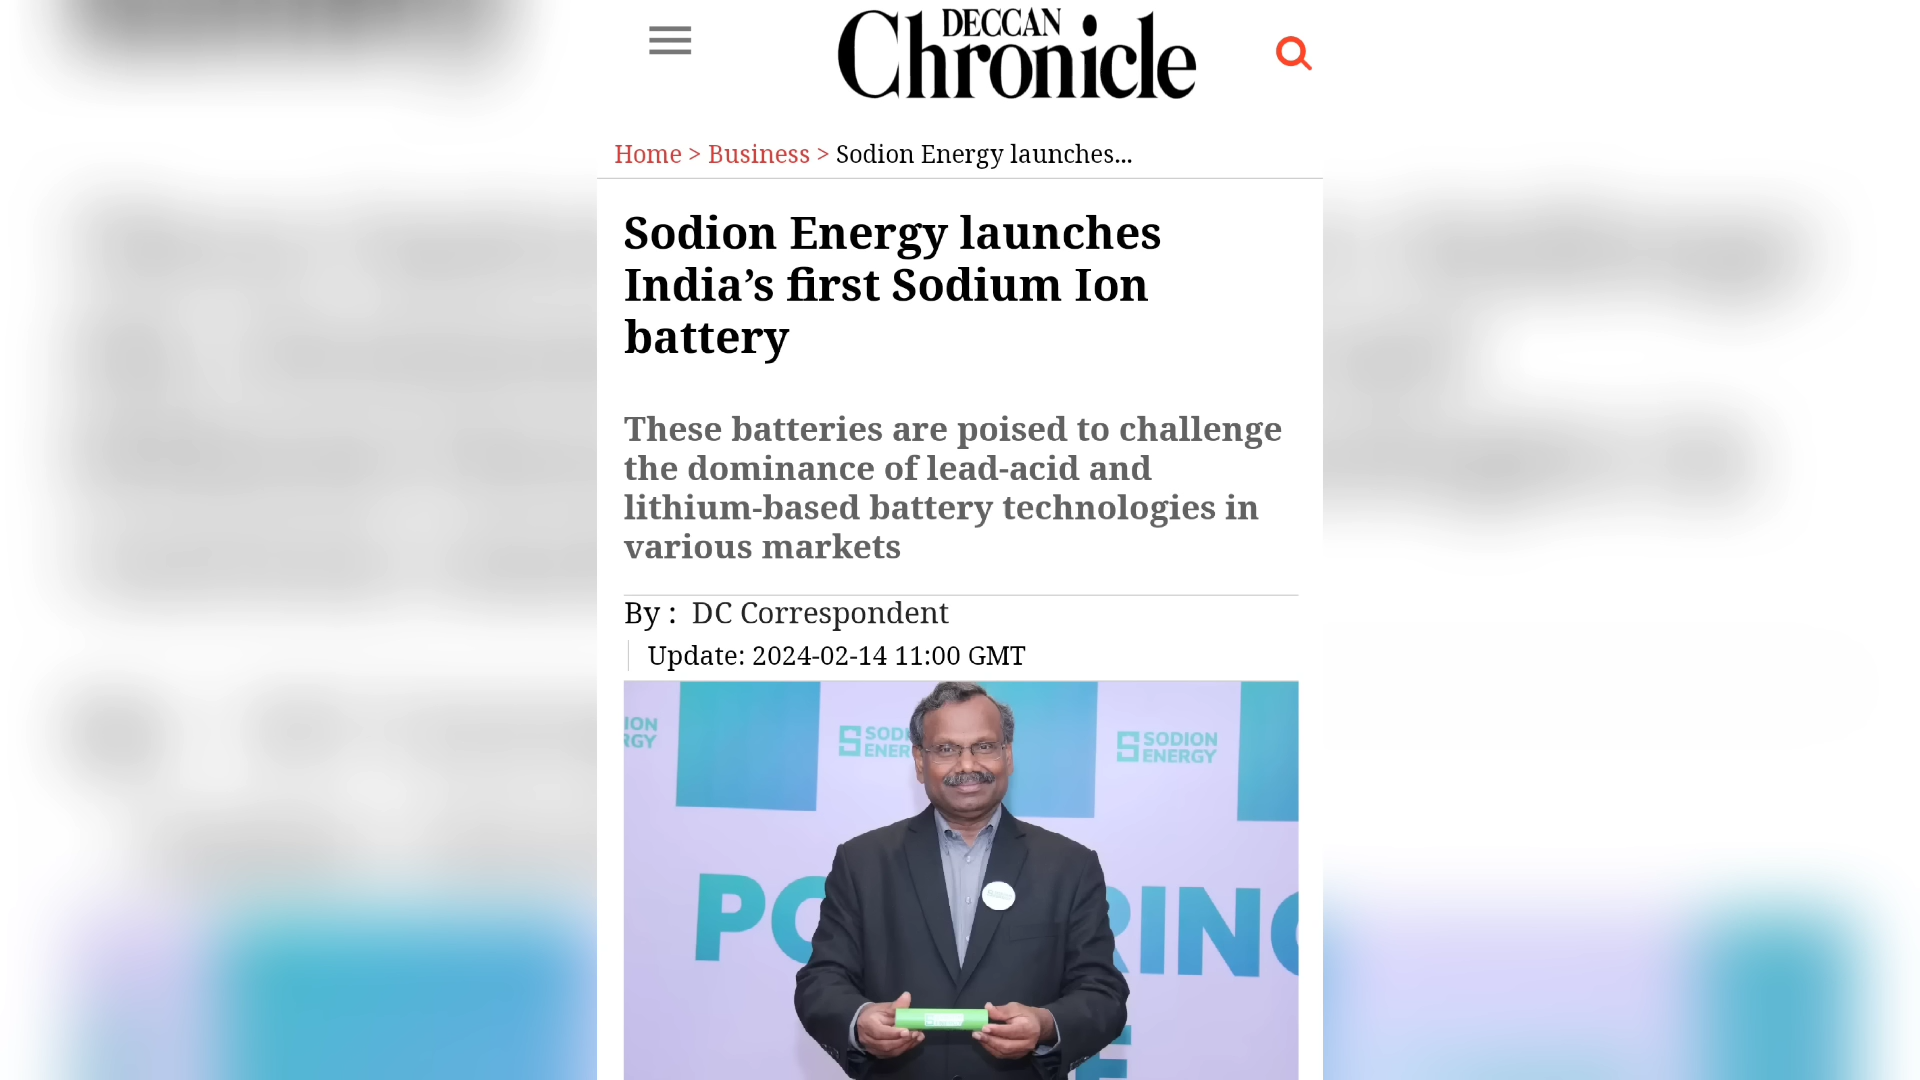 DECCAN
Chronicle
Home > Business > Sodion Energy launches...
Sodion Energy launches
India’s first Sodium Ion
battery
These batteries are poised to challenge
the dominance of lead-acid and
lithium-based battery technologies in
various markets
By : DC Correspondent
Update: 2024-02-14 11:00 GMT
ION
RGY
SODI
ENERG
SODION
ENERGY
PO
RING
E